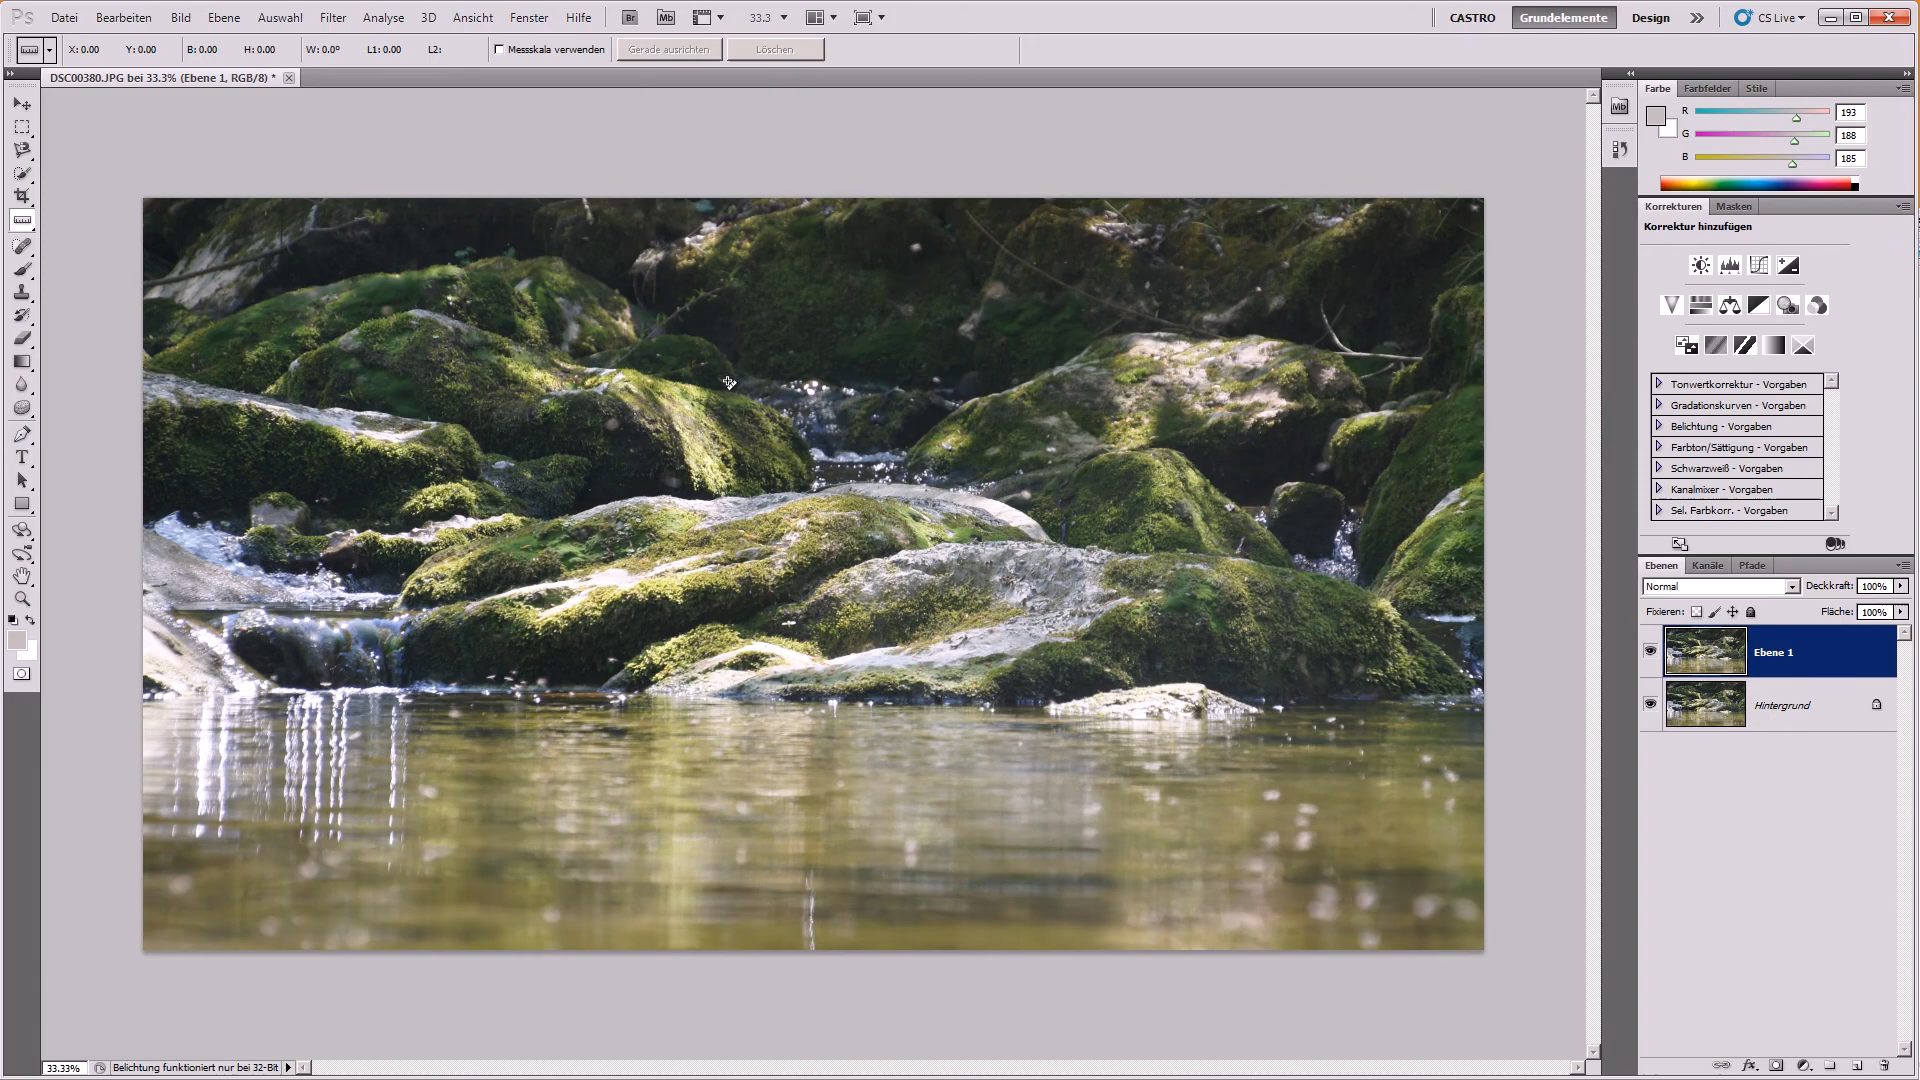 Ps Datei Bearbeiten Bild Ebene Auswahl Filter Analyse 3D Ansicht Fenster Hilfe Br Mb 33.3 CASTRO Grundelemente Design CS Live
X: 0.00 Y: 0.00 B: 0.00 H: 0.00 W: 0.0° L1: 0.00 L2: Messskala verwenden Gerade ausrichten Löschen
DSC00380.JPG bei 33.3% (Ebene 1, RGB/8) *
Farbe Farbfelder Stile
Mb
R 193
G 188
B 185
Korrekturen Masken
Korrektur hinzufügen
Tonwertkorrektur - Vorgaben
Gradationskurven - Vorgaben
Belichtung - Vorgaben
Farbton/Sättigung - Vorgaben
Schwarzweiß - Vorgaben
Kanalmixer - Vorgaben
Sel. Farbkorr. - Vorgaben
Ebenen Kanäle Pfade
Normal Deckkraft: 100%
Fixieren: Fläche: 100%
Ebene 1
Hintergrund
33.33% Belichtung funktioniert nur bei 32-Bit